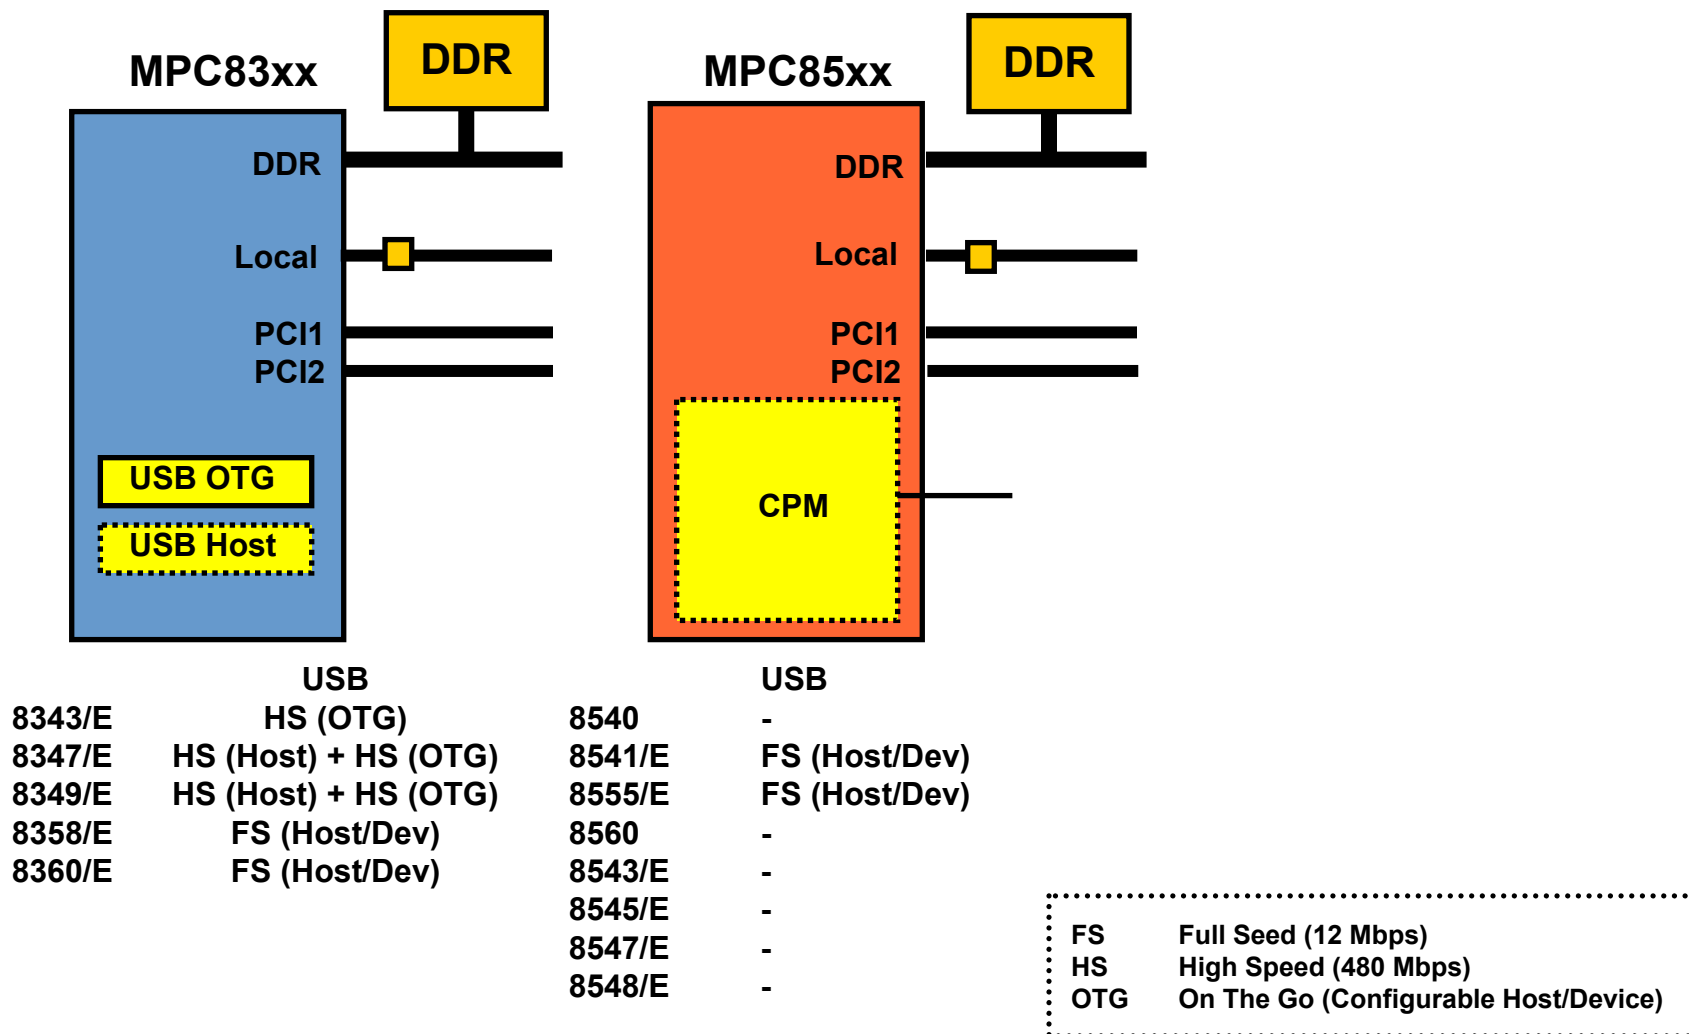 MPC83xx
DDR
DDR
Local
PCI1
PCI2
USB OTG
USB Host
MPC85xx
DDR
DDR
Local
PCI1
PCI2
CPM
USB
8343/E HS (OTG)
8347/E HS (Host) + HS (OTG)
8349/E HS (Host) + HS (OTG)
8358/E FS (Host/Dev)
8360/E FS (Host/Dev)
USB
8540 -
8541/E FS (Host/Dev)
8555/E FS (Host/Dev)
8560 -
8543/E -
8545/E -
8547/E -
8548/E -
FS Full Seed (12 Mbps)
HS High Speed (480 Mbps)
OTG On The Go (Configurable Host/Device)